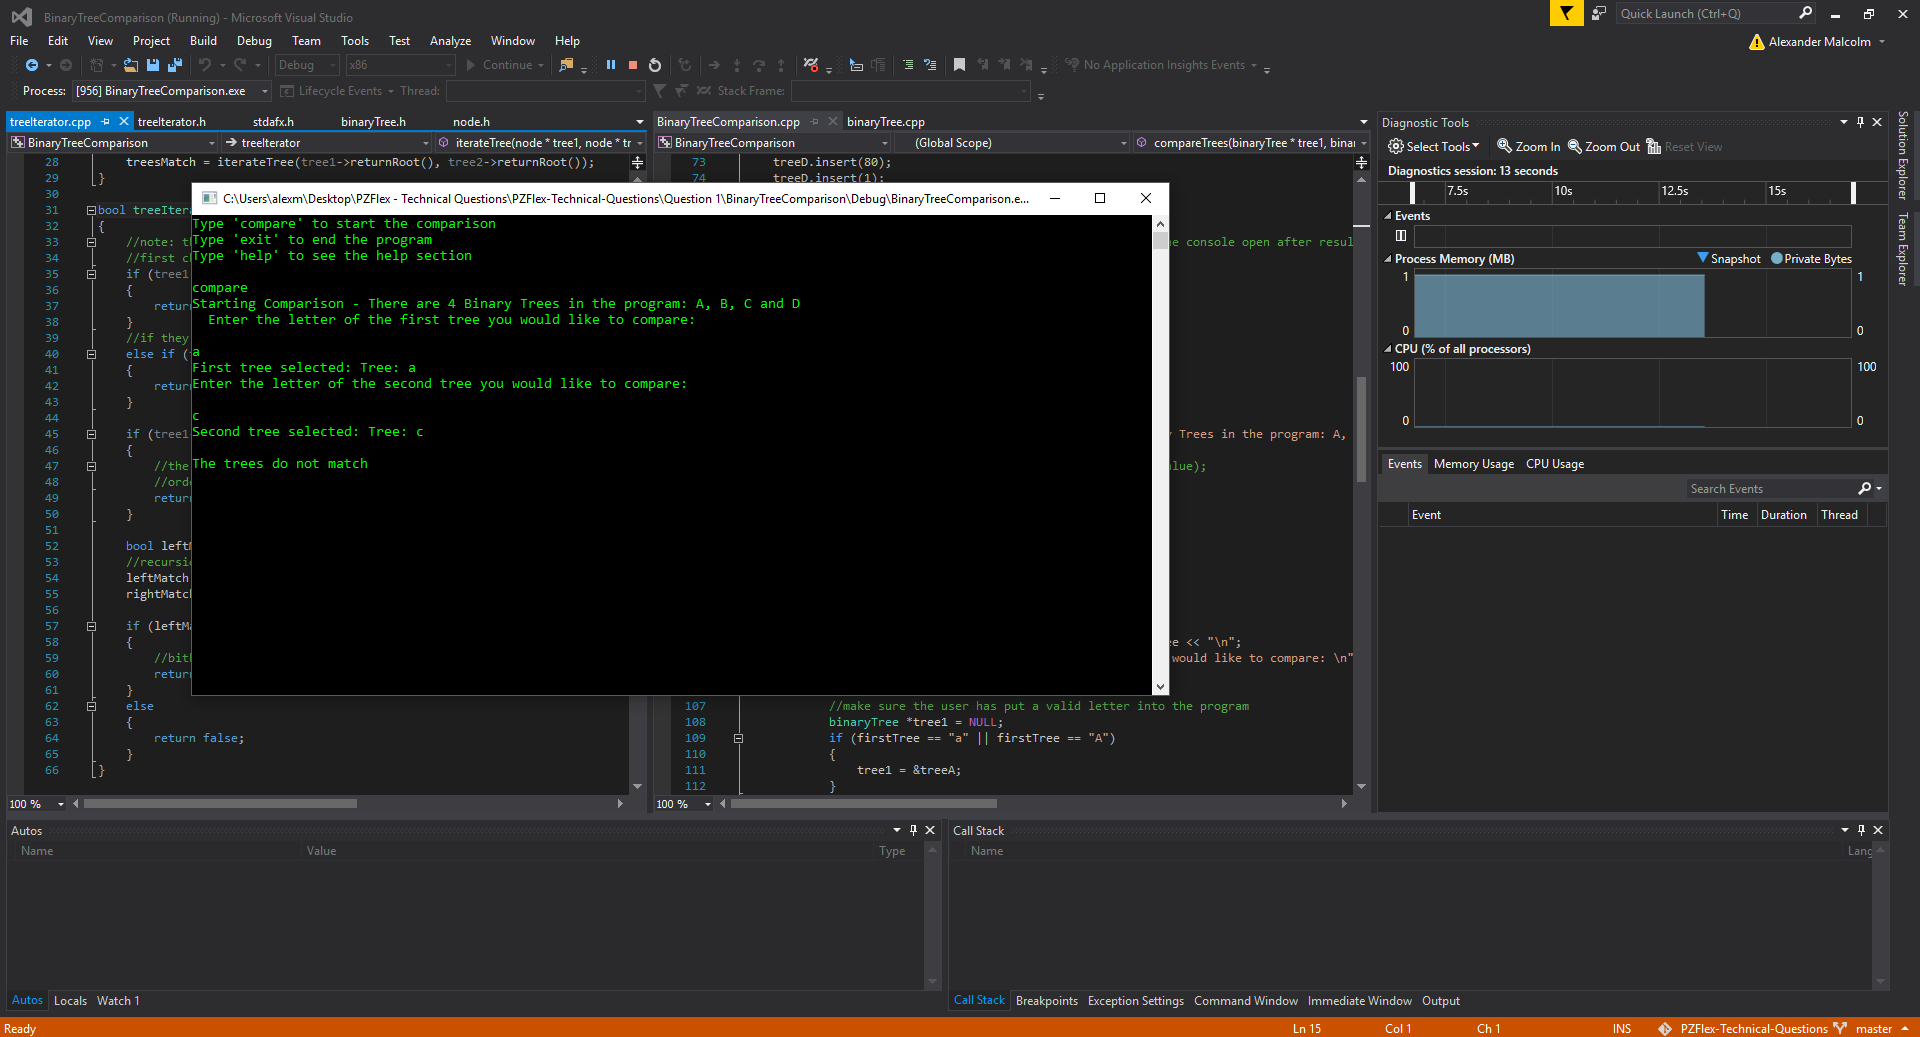 BinaryTreeComparison (Running) - Microsoft Visual Studio
Quick Launch (Ctrl+Q)
File Edit View Project Build Debug Team Tools Test Analyze Window Help
Alexander Malcolm
Debug x86 Continue No Application Insights Events
Process: [956] BinaryTreeComparison.exe Lifecycle Events Thread: Stack Frame:
treeIterator.cpp treeIterator.h stdafx.h binaryTree.h node.h
BinaryTreeComparison treeIterator iterateTree(node * tree1, node * tr
28 treesMatch = iterateTree(tree1->returnRoot(), tree2->returnRoot());
29 }
30
31 bool treeItera
32 {
33 //note: th
34 //first ch
35 if (tree1
36 {
37 return
38 }
39 //if they
40 else if (
41 {
42 return
43 }
44
45 if (tree1
46 {
47 //the
48 //orde
49 return
50 }
51
52 bool leftM
53 //recursiv
54 leftMatch
55 rightMatch
56
57 if (leftMa
58 {
59 //bith
60 return
61 }
62 else
63 {
64 return false;
65 }
66 }
100 %
BinaryTreeComparison.cpp binaryTree.cpp
BinaryTreeComparison (Global Scope) compareTrees(binaryTree * tree1, binar
73 treeD.insert(80);
74 treeD.insert(1);
e console open after resul
y Trees in the program: A,
lue);
ee << "\n";
would like to compare: \n"
107 //make sure the user has put a valid letter into the program
108 binaryTree *tree1 = NULL;
109 if (firstTree == "a" || firstTree == "A")
110 {
111 tree1 = &treeA;
112 }
100 %
C:\Users\alexm\Desktop\PZFlex - Technical Questions\PZFlex-Technical-Questions\Question 1\BinaryTreeComparison\Debug\BinaryTreeComparison.e...
Type 'compare' to start the comparison
Type 'exit' to end the program
Type 'help' to see the help section
compare
Starting Comparison - There are 4 Binary Trees in the program: A, B, C and D
Enter the letter of the first tree you would like to compare:
a
First tree selected: Tree: a
Enter the letter of the second tree you would like to compare:
c
Second tree selected: Tree: c
The trees do not match
Diagnostic Tools
Select Tools Zoom In Zoom Out Reset View
Diagnostics session: 13 seconds
7.5s 10s 12.5s 15s
Events
Process Memory (MB) Snapshot Private Bytes
1 1
0 0
CPU (% of all processors)
100 100
0 0
Events Memory Usage CPU Usage
Search Events
Event Time Duration Thread
Solution Explorer
Team Explorer
Autos
Name Value Type
Autos Locals Watch 1
Call Stack
Name Lang
Call Stack Breakpoints Exception Settings Command Window Immediate Window Output
Ready Ln 15 Col 1 Ch 1 INS PZFlex-Technical-Questions master